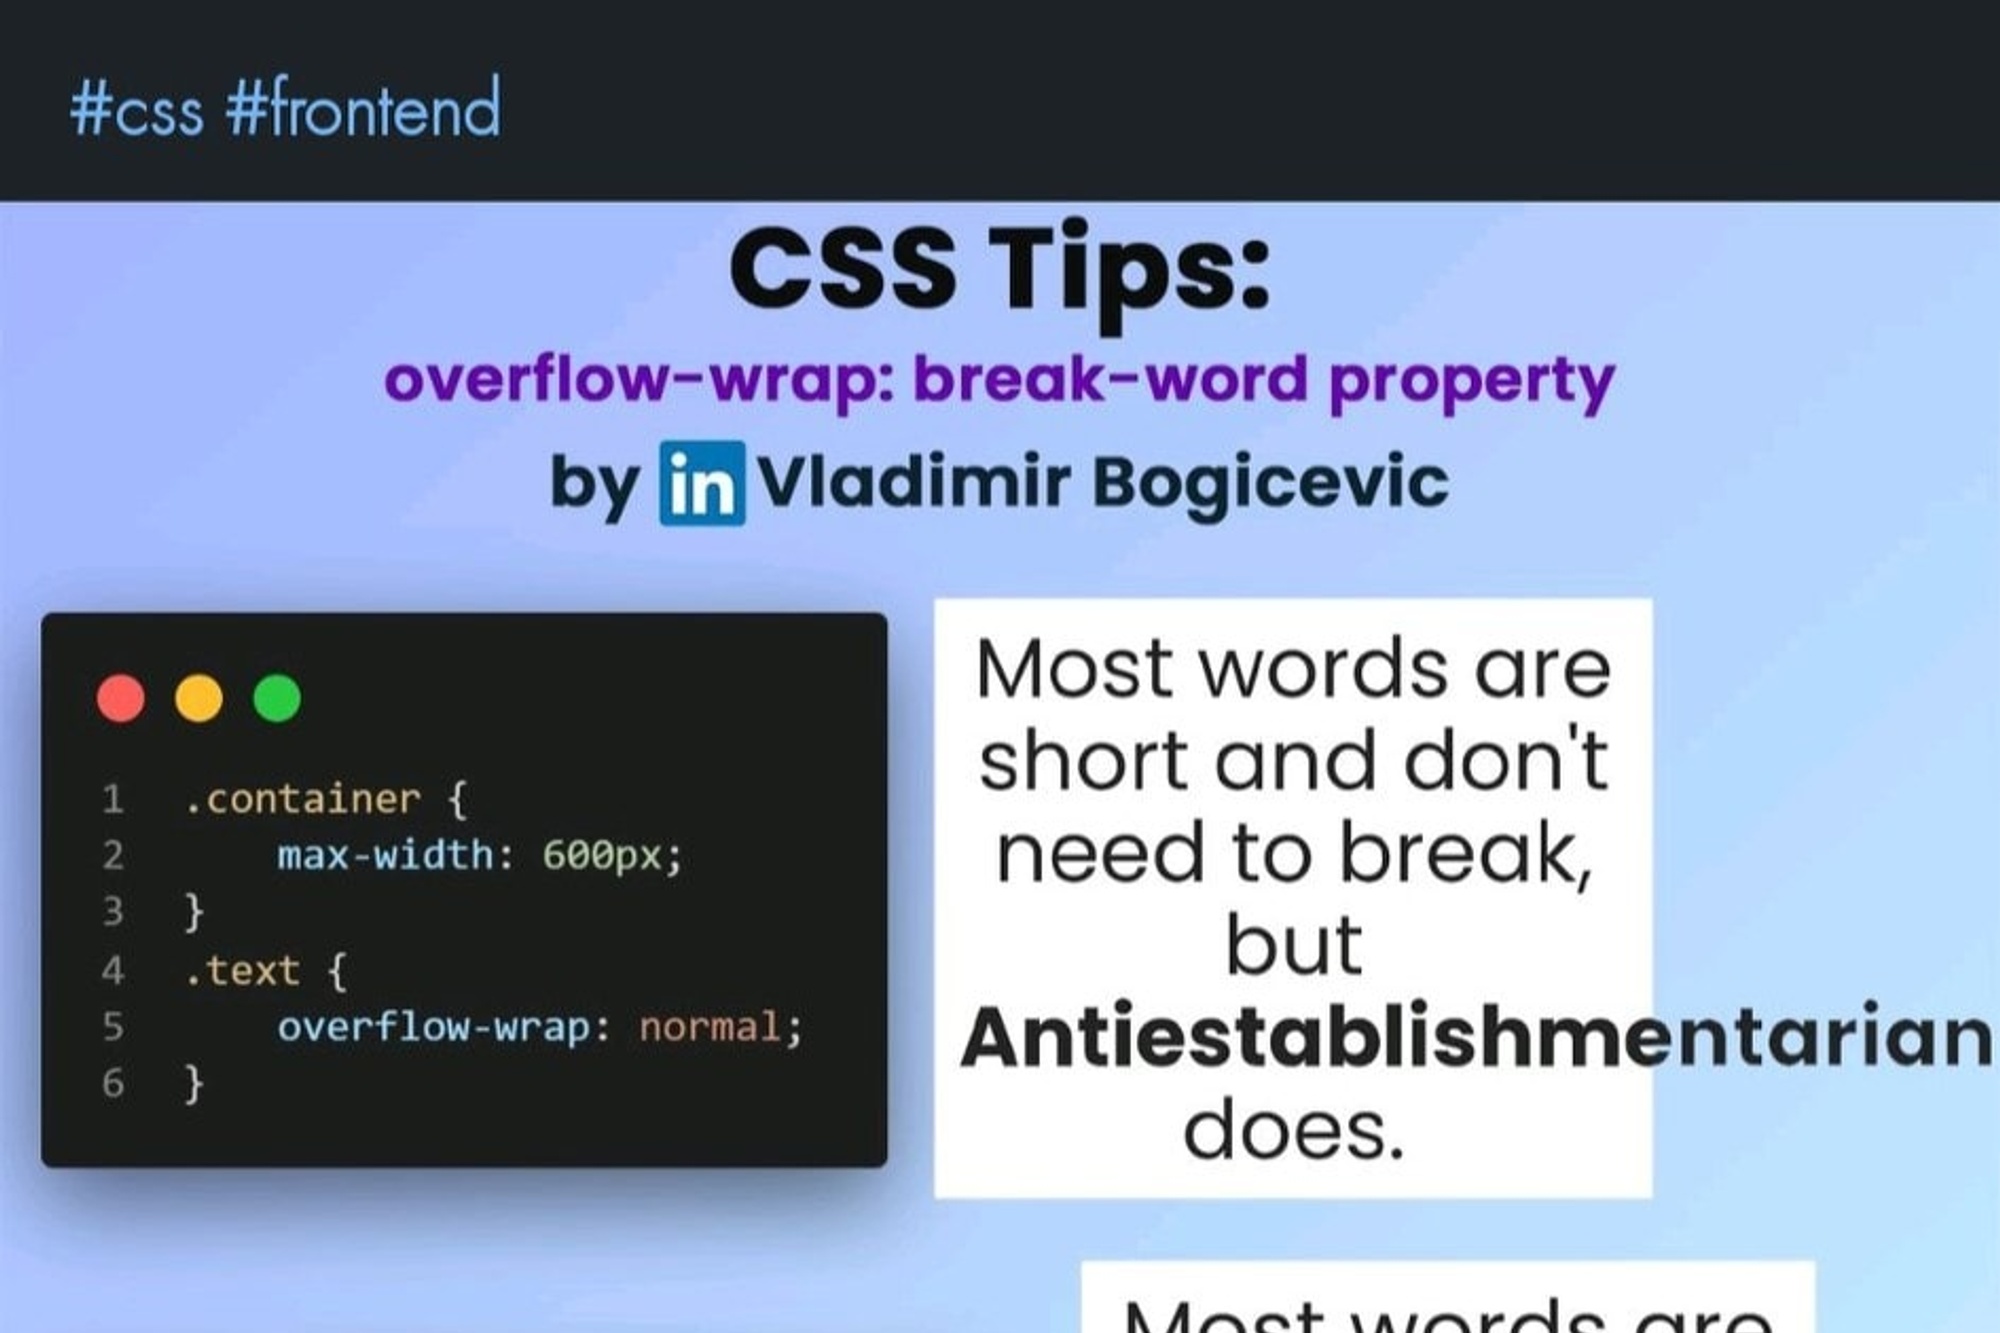 #css #frontend
CSS Tips:
overflow-wrap: break-word property
by in Vladimir Bogicevic
1 .container {
2 max-width: 600px;
3 }
4 .text {
5 overflow-wrap: normal;
6 }
Most words are
short and don't
need to break,
but
Antiestablishmentarian
does.
Most words are